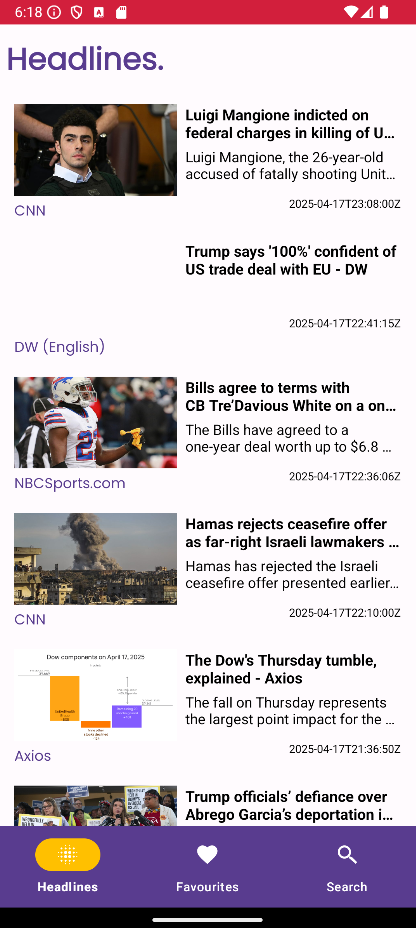 6:18
Headlines.
Luigi Mangione indicted on
federal charges in killing of U...
Luigi Mangione, the 26-year-old
accused of fatally shooting Unit...
CNN
2025-04-17T23:08:00Z
Trump says '100%' confident of
US trade deal with EU - DW
2025-04-17T22:41:15Z
DW (English)
Bills agree to terms with
CB Tre'Davious White on a on...
The Bills have agreed to a
one-year deal worth up to $6.8 ...
2025-04-17T22:36:06Z
NBCSports.com
Hamas rejects ceasefire offer
as far-right Israeli lawmakers ...
Hamas has rejected the Israeli
ceasefire offer presented earlier...
2025-04-17T22:10:00Z
CNN
Dow components on April 17, 2025
The Dow's Thursday tumble,
explained - Axios
The fall on Thursday represents
the largest point impact for the ...
2025-04-17T21:36:50Z
Axios
Trump officials’ defiance over
Abrego Garcia’s deportation i...
Headlines
Favourites
Search